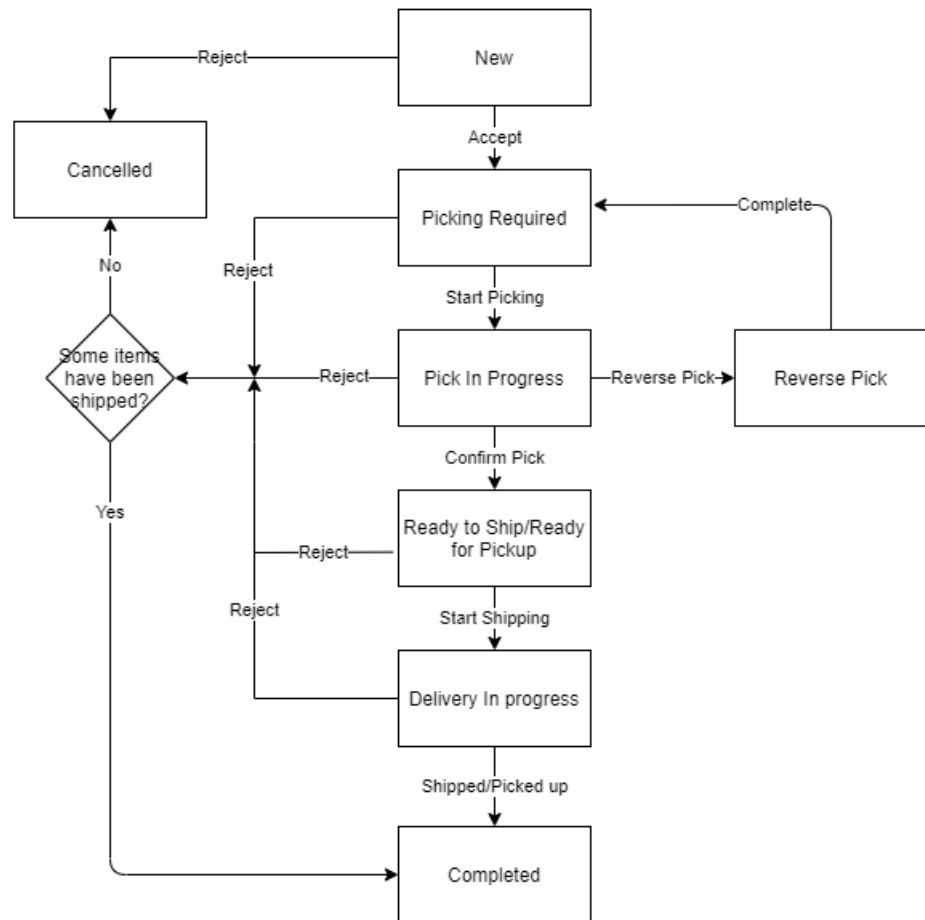 New
Reject
Accept
Cancelled
Picking Required
Complete
No
Reject
Start Picking
Some items
have been
shipped?
Reject
Pick In Progress
Reverse Pick
Reverse Pick
Confirm Pick
Yes
Ready to Ship/Ready
for Pickup
Reject
Reject
Start Shipping
Delivery In progress
Shipped/Picked up
Completed